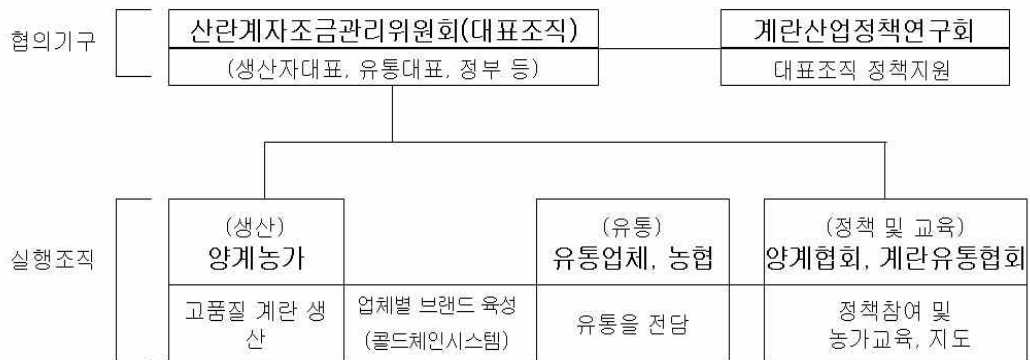 협의기구
산란계자조금관리위원회(대표조직)
(생산자대표, 유통대표, 정부 등)
계란산업정책연구회
대표조직 정책지원
실행조직
(생산)
양계농가
고품질 계란 생
산
업체별 브랜드 육성
(콜드체인시스템)
(유통)
유통업체, 농협
유통을 전담
(정책 및 교육)
양계협회, 계란유통협회
정책참여 및
농가교육, 지도